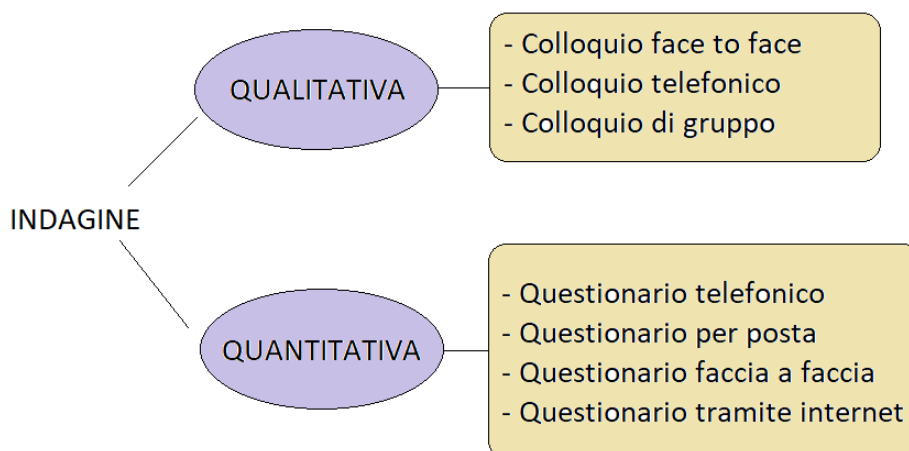 QUALITATIVA
- Colloquio face to face
- Colloquio telefonico
- Colloquio di gruppo
INDAGINE
QUANTITATIVA
- Questionario telefonico
- Questionario per posta
- Questionario faccia a faccia
- Questionario tramite internet